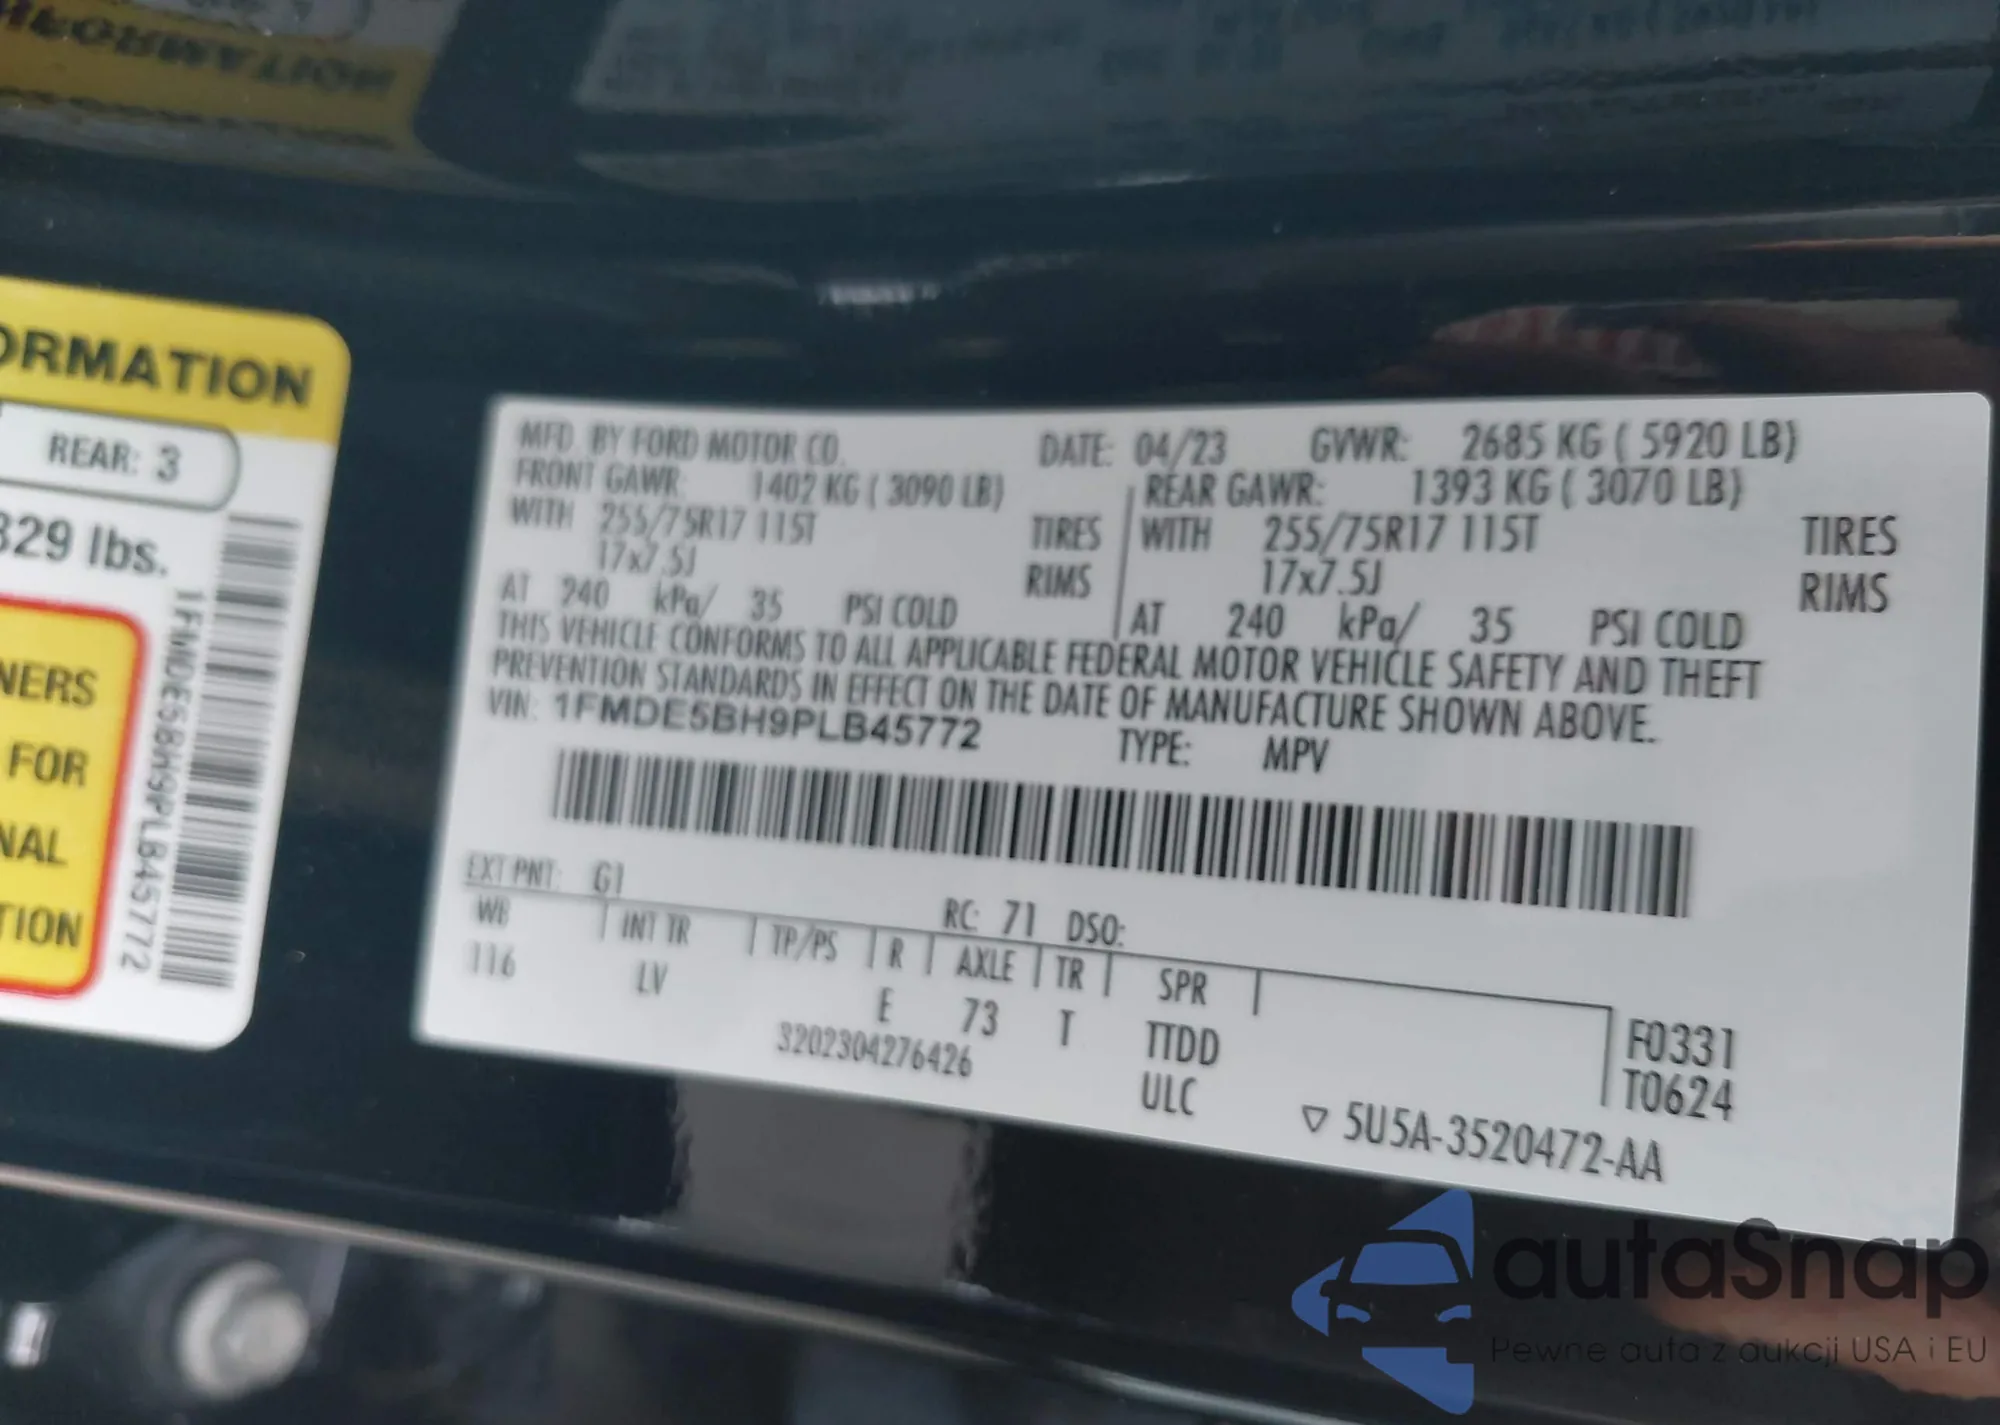 ORMATION
REAR: 3
329 lbs.
NERS
FOR
NAL
TION
1FMDE5BH9PLB45772
MFD. BY FORD MOTOR CO. DATE: 04/23 GVWR: 2685 KG ( 5920 LB)
FRONT GAWR: 1402 KG ( 3090 LB) REAR GAWR: 1393 KG ( 3070 LB)
WITH 255/75R17 115T TIRES WITH 255/75R17 115T TIRES
17x7.5J RIMS 17x7.5J RIMS
AT 240 kPa/ 35 PSI COLD AT 240 kPa/ 35 PSI COLD
THIS VEHICLE CONFORMS TO ALL APPLICABLE FEDERAL MOTOR VEHICLE SAFETY AND THEFT
PREVENTION STANDARDS IN EFFECT ON THE DATE OF MANUFACTURE SHOWN ABOVE.
VIN: 1FMDE5BH9PLB45772 TYPE: MPV
EXT PNT: G1 RC: 71 DSO:
WB INT TR TP/PS R AXLE TR SPR
116 LV E 73 T TTDD
F0331
T0624
3202304276426 ULC
▽ 5U5A-3520472-AA
autaSnap
Pewne auta z aukcji USA i EU